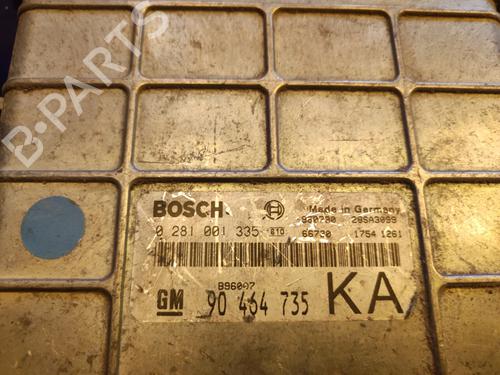 B-PARTS
BOSCH Made in Germany
0 281 001 335 66730 1754 1261
B96007
GM 90 464 735 KA